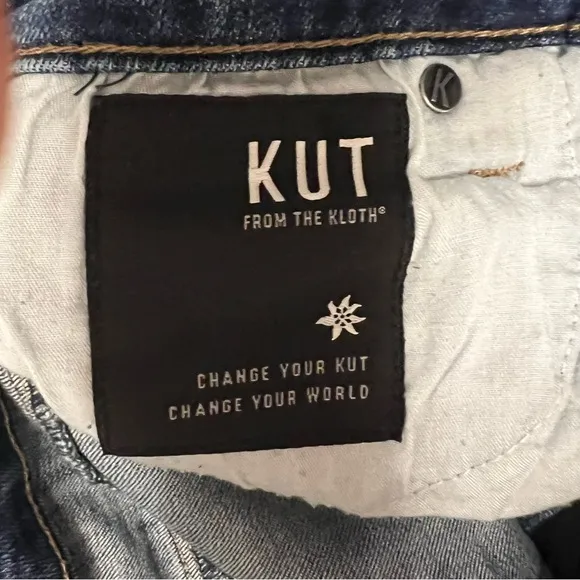 KUT
FROM THE KLOTH®
CHANGE YOUR KUT
CHANGE YOUR WORLD
K